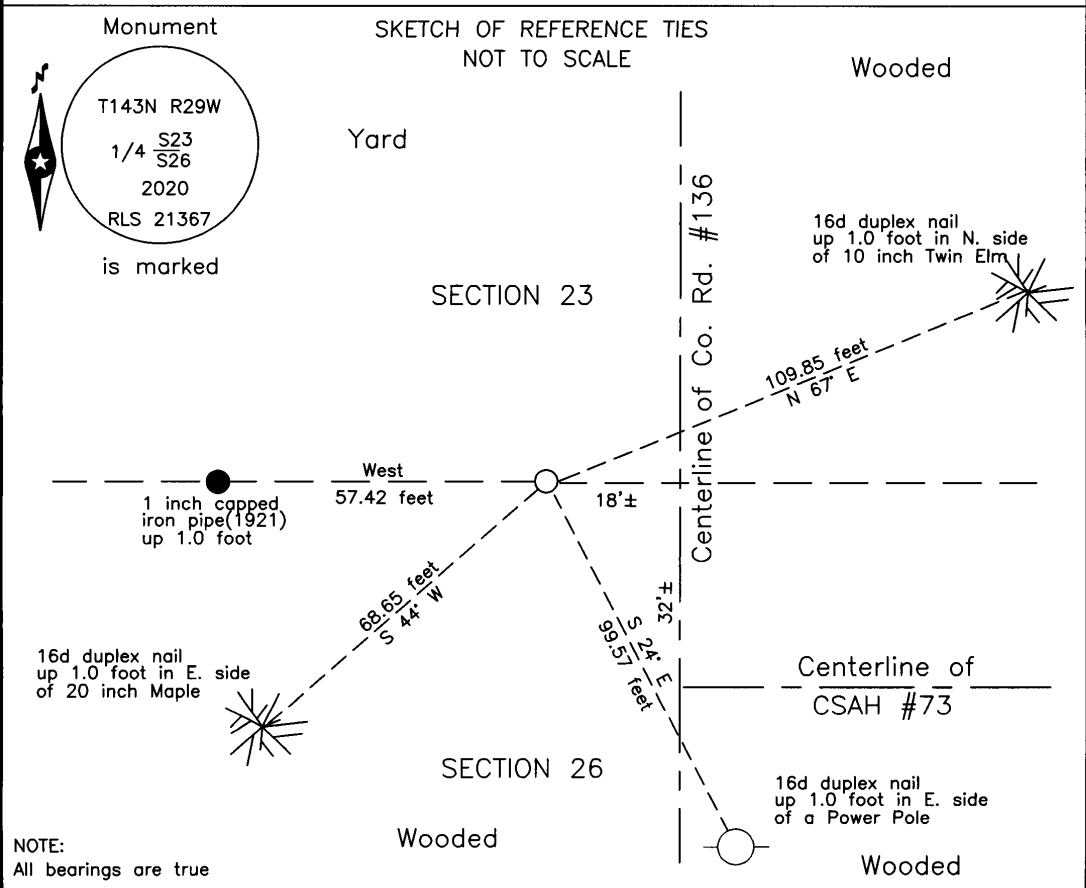 Monument
T143N R29W
1/4 S23
S26
2020
RLS 21367
is marked
SKETCH OF REFERENCE TIES
NOT TO SCALE
Wooded
Yard
16d duplex nail
up 1.0 foot in N. side
of 10 inch Twin Elm
SECTION 23
Centerline of Co. Rd. #136
109.85 feet
N 67° E
West
57.42 feet
18'±
1 inch capped
iron pipe(1921)
up 1.0 foot
68.65 feet
S 44° W
S 24° E
99.57 feet
32'±
16d duplex nail
up 1.0 foot in E. side
of 20 inch Maple
Centerline of
CSAH #73
SECTION 26
16d duplex nail
up 1.0 foot in E. side
of a Power Pole
Wooded
Wooded
NOTE:
All bearings are true